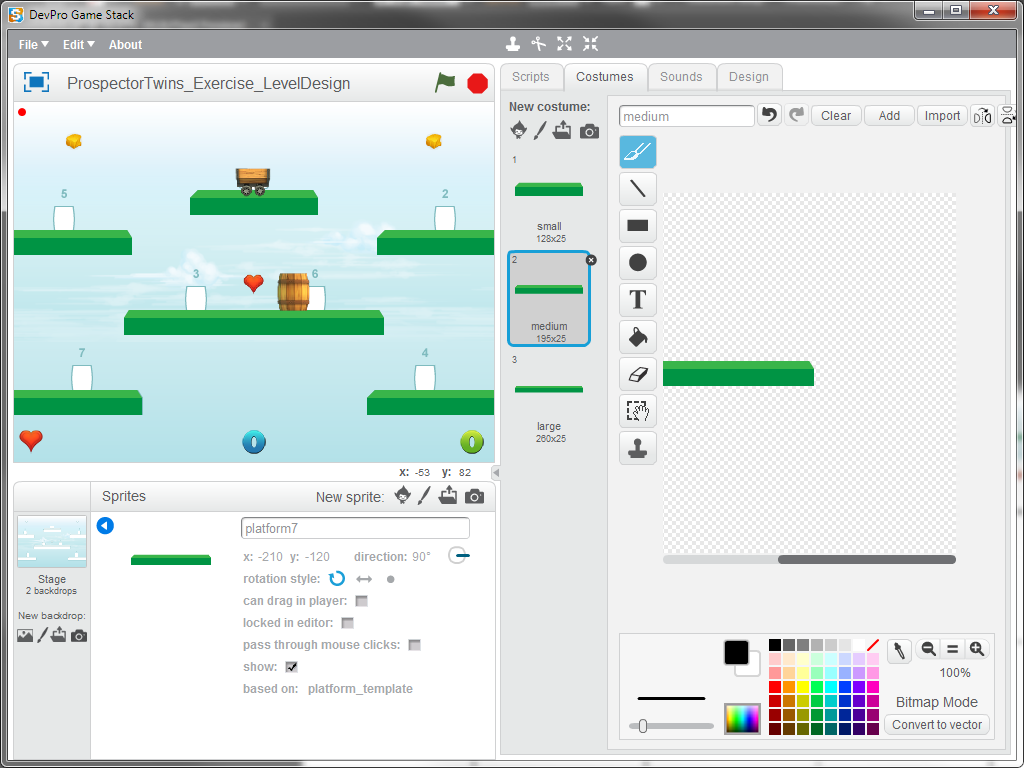 DevPro Game Stack
File Edit About
ProspectorTwins_Exercise_LevelDesign
5
2
3
6
7
4
0
0
x: -53 y: 82
Sprites
New sprite:
Stage
2 backdrops
New backdrop:
platform7
x: -210 y: -120 direction: 90°
rotation style:
can drag in player:
locked in editor:
pass through mouse clicks:
show:
based on: platform_template
Scripts Costumes Sounds Design
New costume:
1
small
128x25
2
medium
195x25
3
large
260x25
medium
Clear Add Import
T
100%
Bitmap Mode
Convert to vector